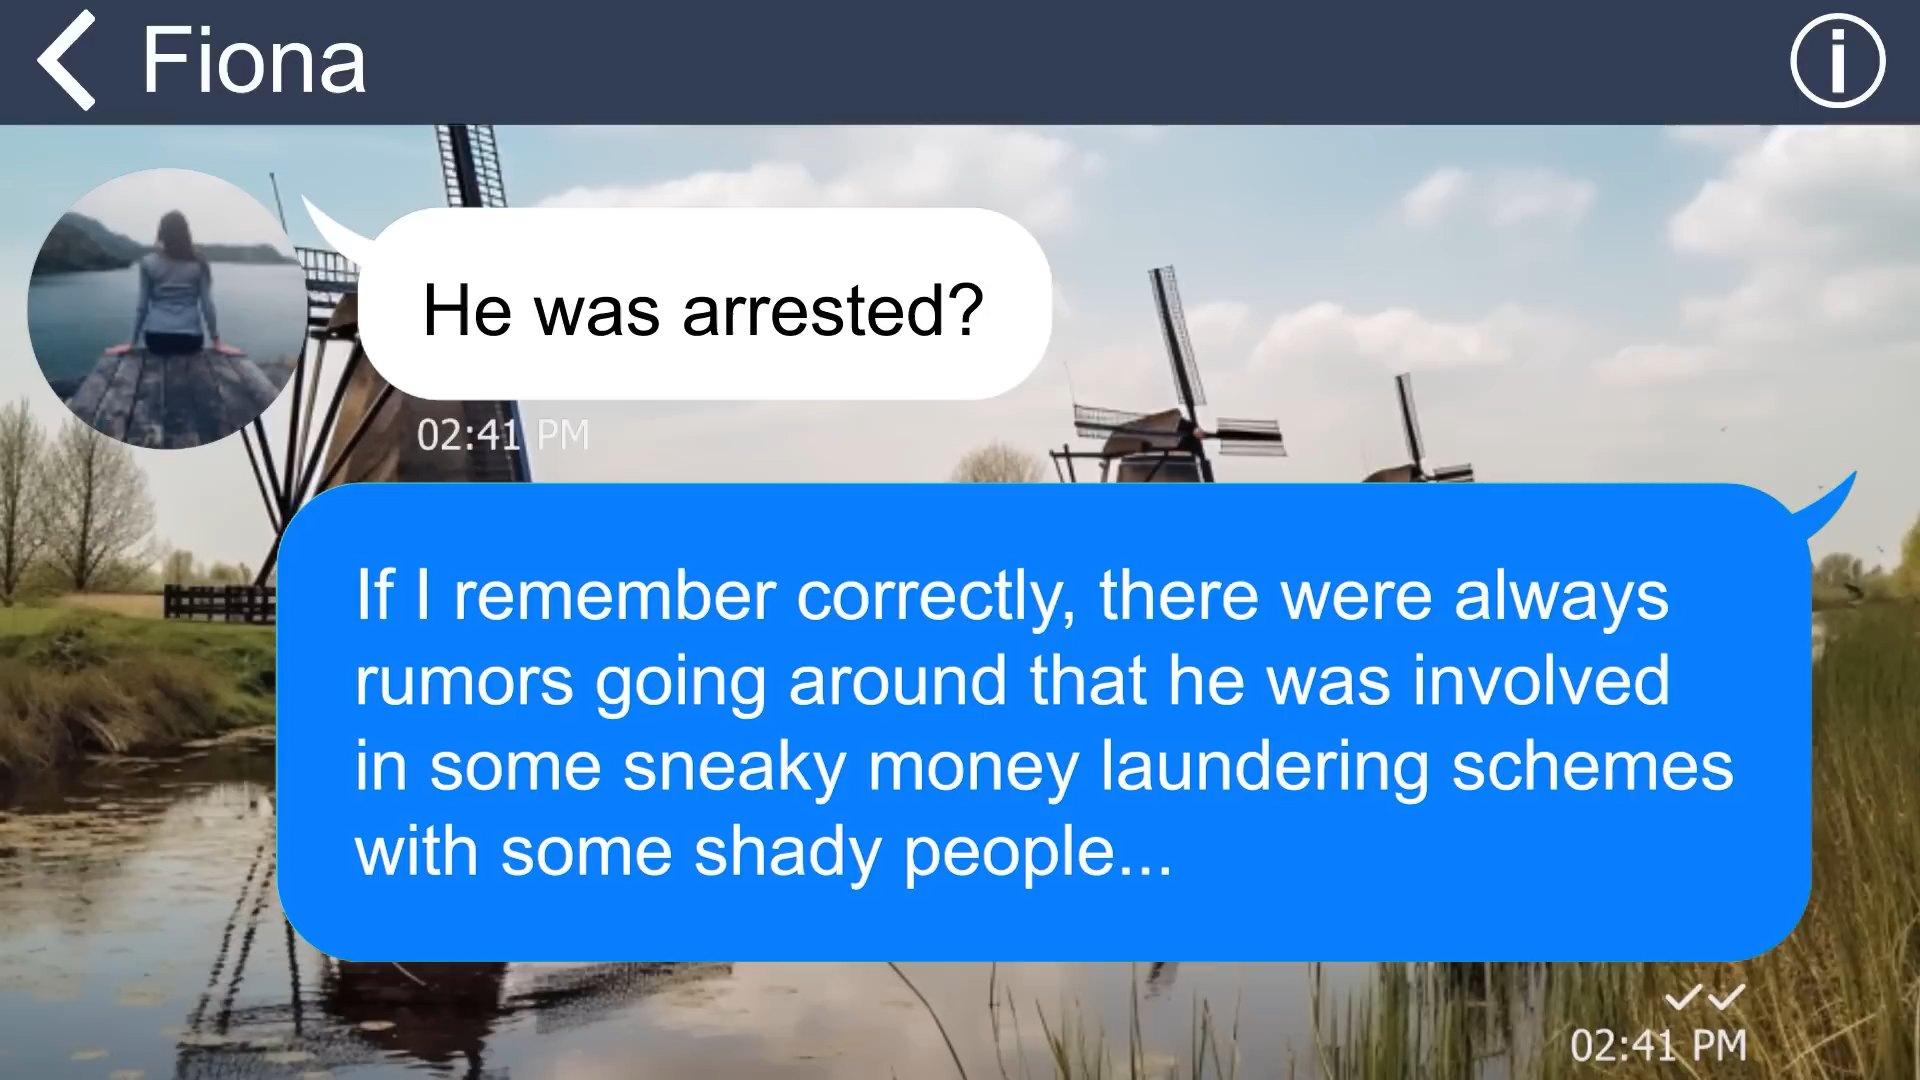 Fiona
He was arrested?
02:41 PM
If I remember correctly, there were always
rumors going around that he was involved
in some sneaky money laundering schemes
with some shady people...
02:41 PM